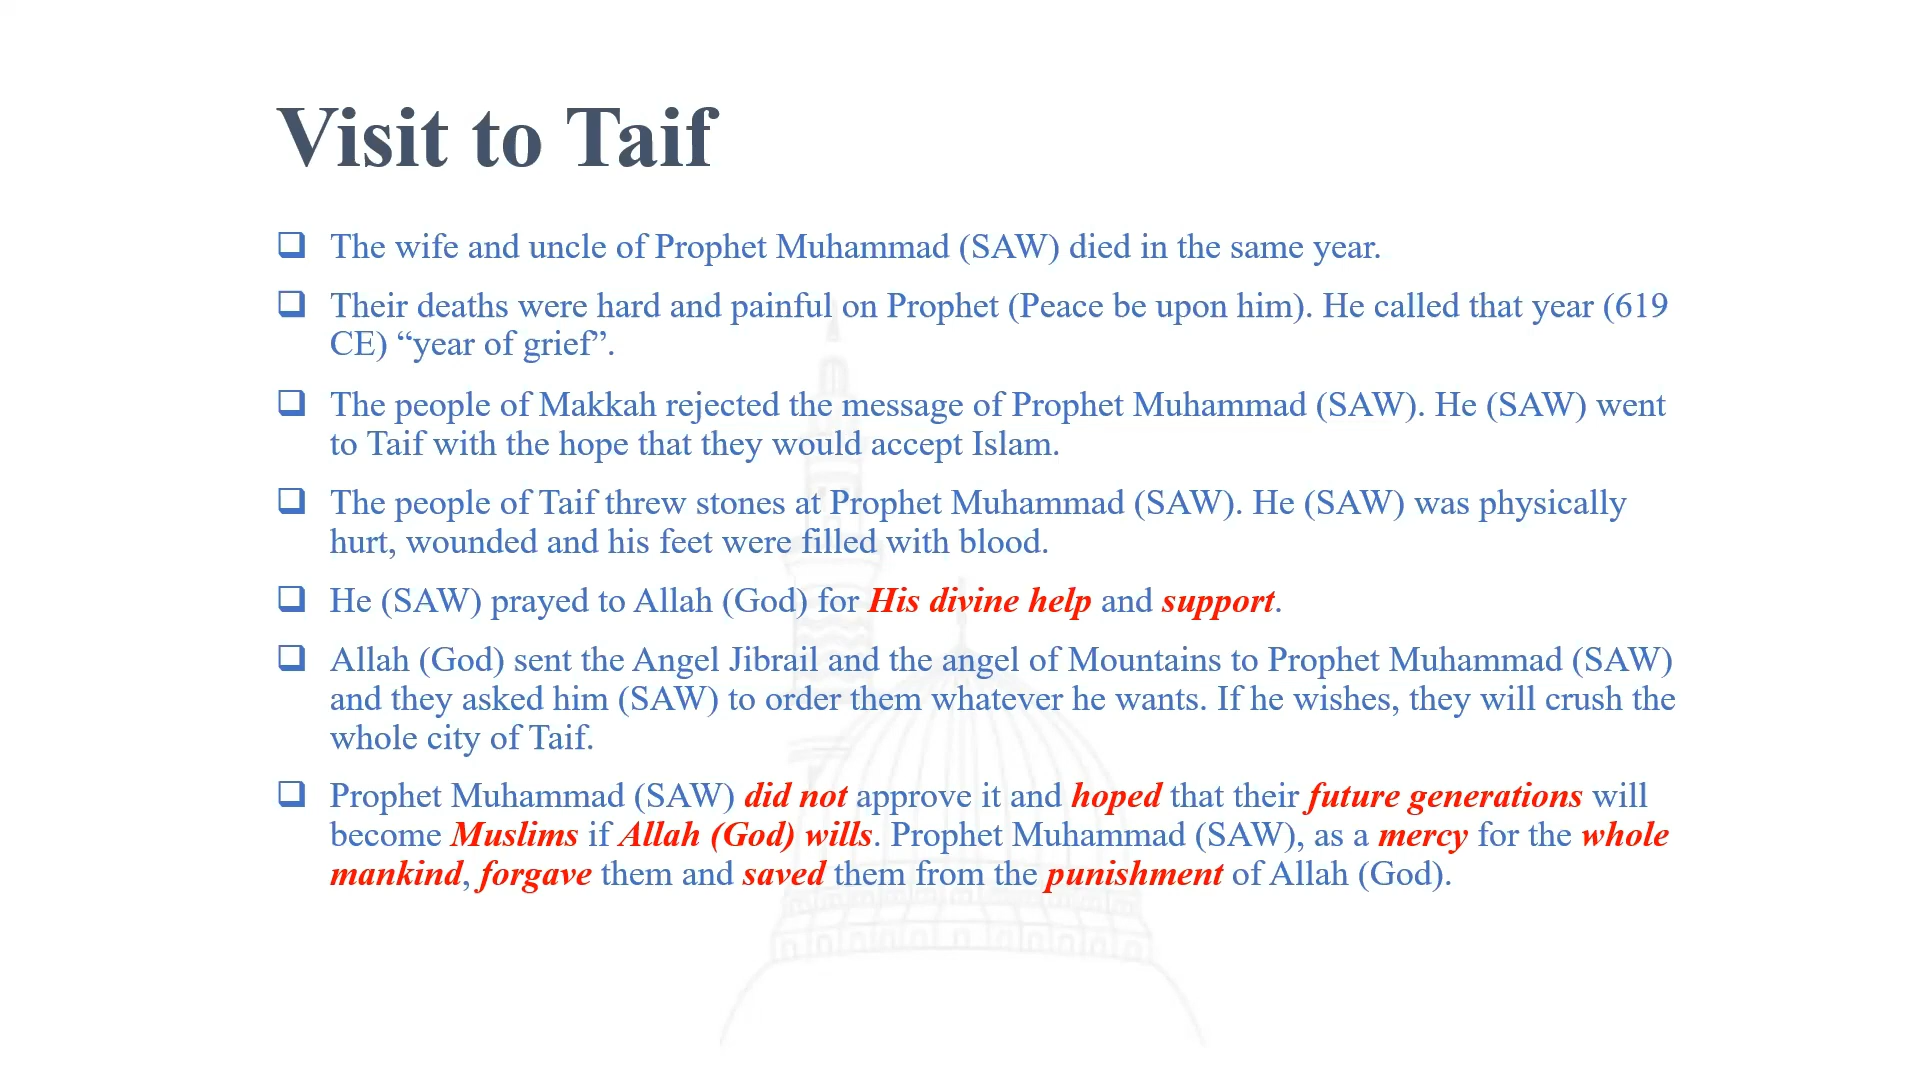 Visit to Taif
❑ The wife and uncle of Prophet Muhammad (SAW) died in the same year.
❑ Their deaths were hard and painful on Prophet (Peace be upon him). He called that year (619
CE) “year of grief”.
❑ The people of Makkah rejected the message of Prophet Muhammad (SAW). He (SAW) went
to Taif with the hope that they would accept Islam.
❑ The people of Taif threw stones at Prophet Muhammad (SAW). He (SAW) was physically
hurt, wounded and his feet were filled with blood.
❑ He (SAW) prayed to Allah (God) for His divine help and support.
❑ Allah (God) sent the Angel Jibrail and the angel of Mountains to Prophet Muhammad (SAW)
and they asked him (SAW) to order them whatever he wants. If he wishes, they will crush the
whole city of Taif.
❑ Prophet Muhammad (SAW) did not approve it and hoped that their future generations will
become Muslims if Allah (God) wills. Prophet Muhammad (SAW), as a mercy for the whole
mankind, forgave them and saved them from the punishment of Allah (God).